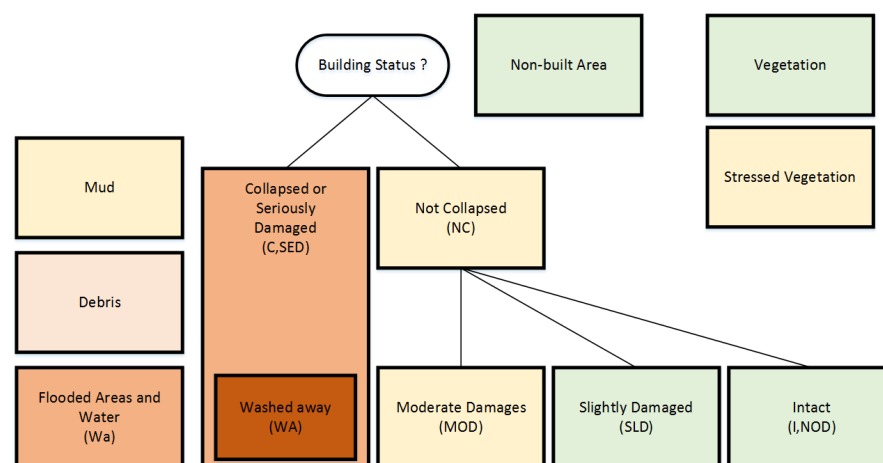 Building Status ?
Non-built Area
Vegetation
Mud
Collapsed or
Seriously
Damaged
(C,SED)
Not Collapsed
(NC)
Stressed Vegetation
Debris
Flooded Areas and
Water
(Wa)
Washed away
(WA)
Moderate Damages
(MOD)
Slightly Damaged
(SLD)
Intact
(I,NOD)